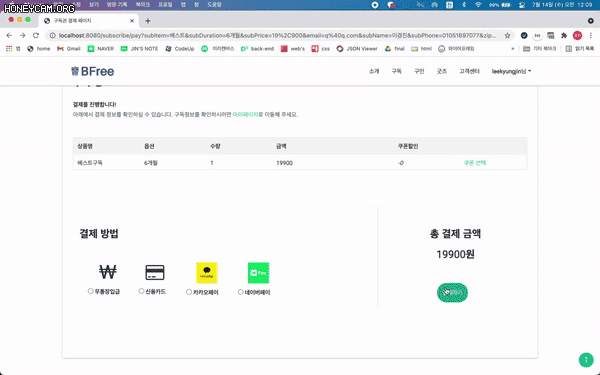 HONEYCAM.ORG
보기 방문 기록 북마크 프로필 탭 창 도움말
99% 7월 14일 (수) 오전 12:09
구독권 결제 페이지
localhost:8080/subscribe/pay?subItem=베스트&subDuration=6개월&subPrice=19%2C900&email=q%40q.com&subName=이경진&subPhone=01051697077&zip...
앱 home Gmail NAVER JIN'S NOTE CodeUp 미리캔버스 back-end web's css JSON Viewer final html 와이어프레임 기타 북마크 읽기 목록
BFree 소개 구독 구인 굿즈 고객센터 leekyungjin님
결제를 진행합니다!
아래에서 결제 정보를 확인하실 수 있습니다. 구독정보를 확인하시려면 마이페이지로 이동해 주세요.
상품명 옵션 수량 금액 쿠폰할인
베스트구독 6개월 1 19900 -0 쿠폰 선택
결제 방법 총 결제 금액
19900원
Pay
무통장입금 신용카드 카카오페이 네이버페이